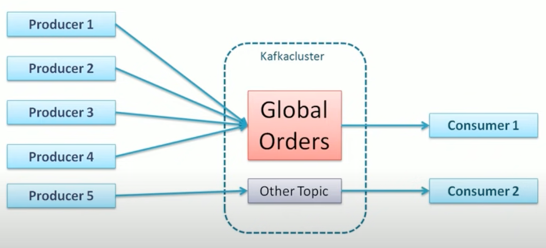 Producer 1
Producer 2
Producer 3
Producer 4
Producer 5
Kafkacluster
Global
Orders
Other Topic
Consumer 1
Consumer 2